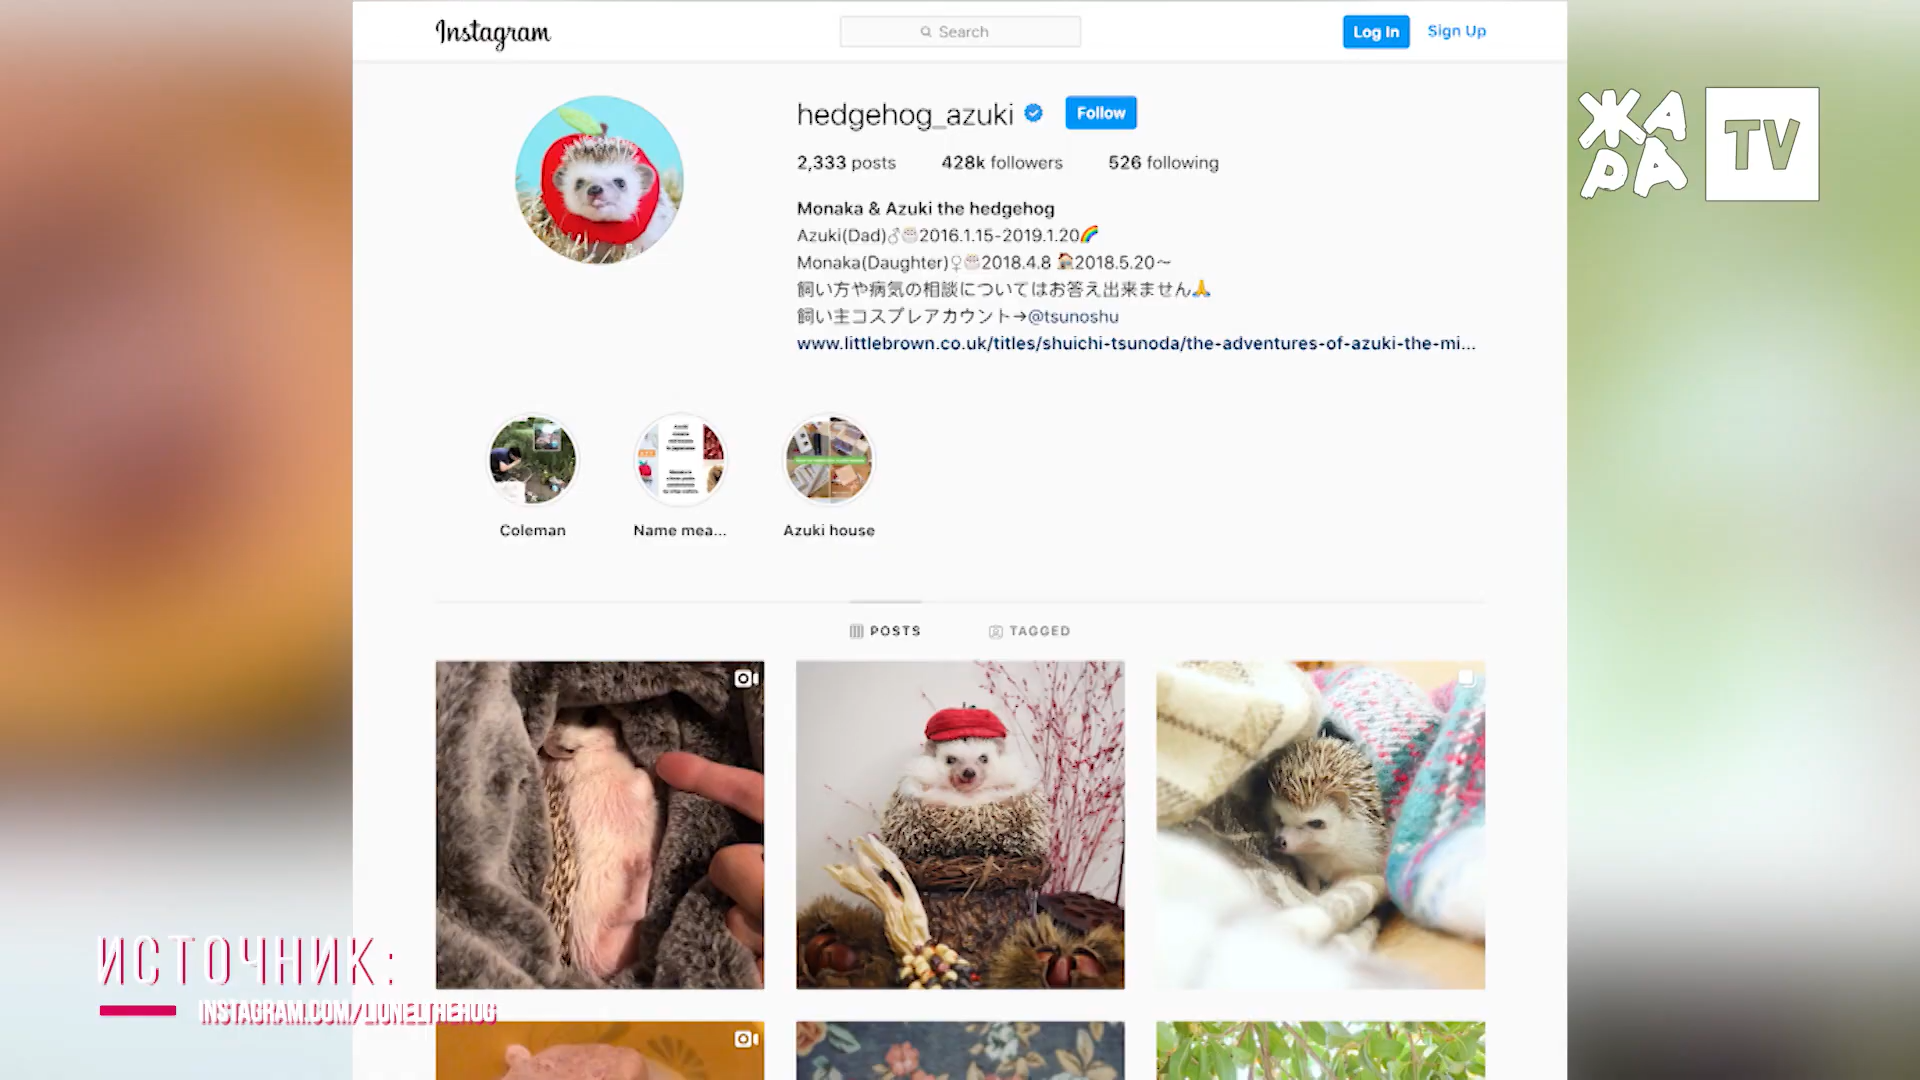 Instagram
Search
Log In
Sign Up
ЖАРА TV
hedgehog_azuki
Follow
2,333 posts
428k followers
526 following
Monaka & Azuki the hedgehog
Azuki(Dad)♂🎂2016.1.15-2019.1.20🌈
Monaka(Daughter)♀🎂2018.4.8 🏠2018.5.20～
飼い方や病気の相談についてはお答え出来ません🙏
飼い主コスプレアカウント→@tsunoshu
www.littlebrown.co.uk/titles/shuichi-tsunoda/the-adventures-of-azuki-the-mi...
Coleman
Name mea...
Azuki house
POSTS
TAGGED
ИСТОЧНИК:
INSTAGRAM.COM/LIONELTHEHOG